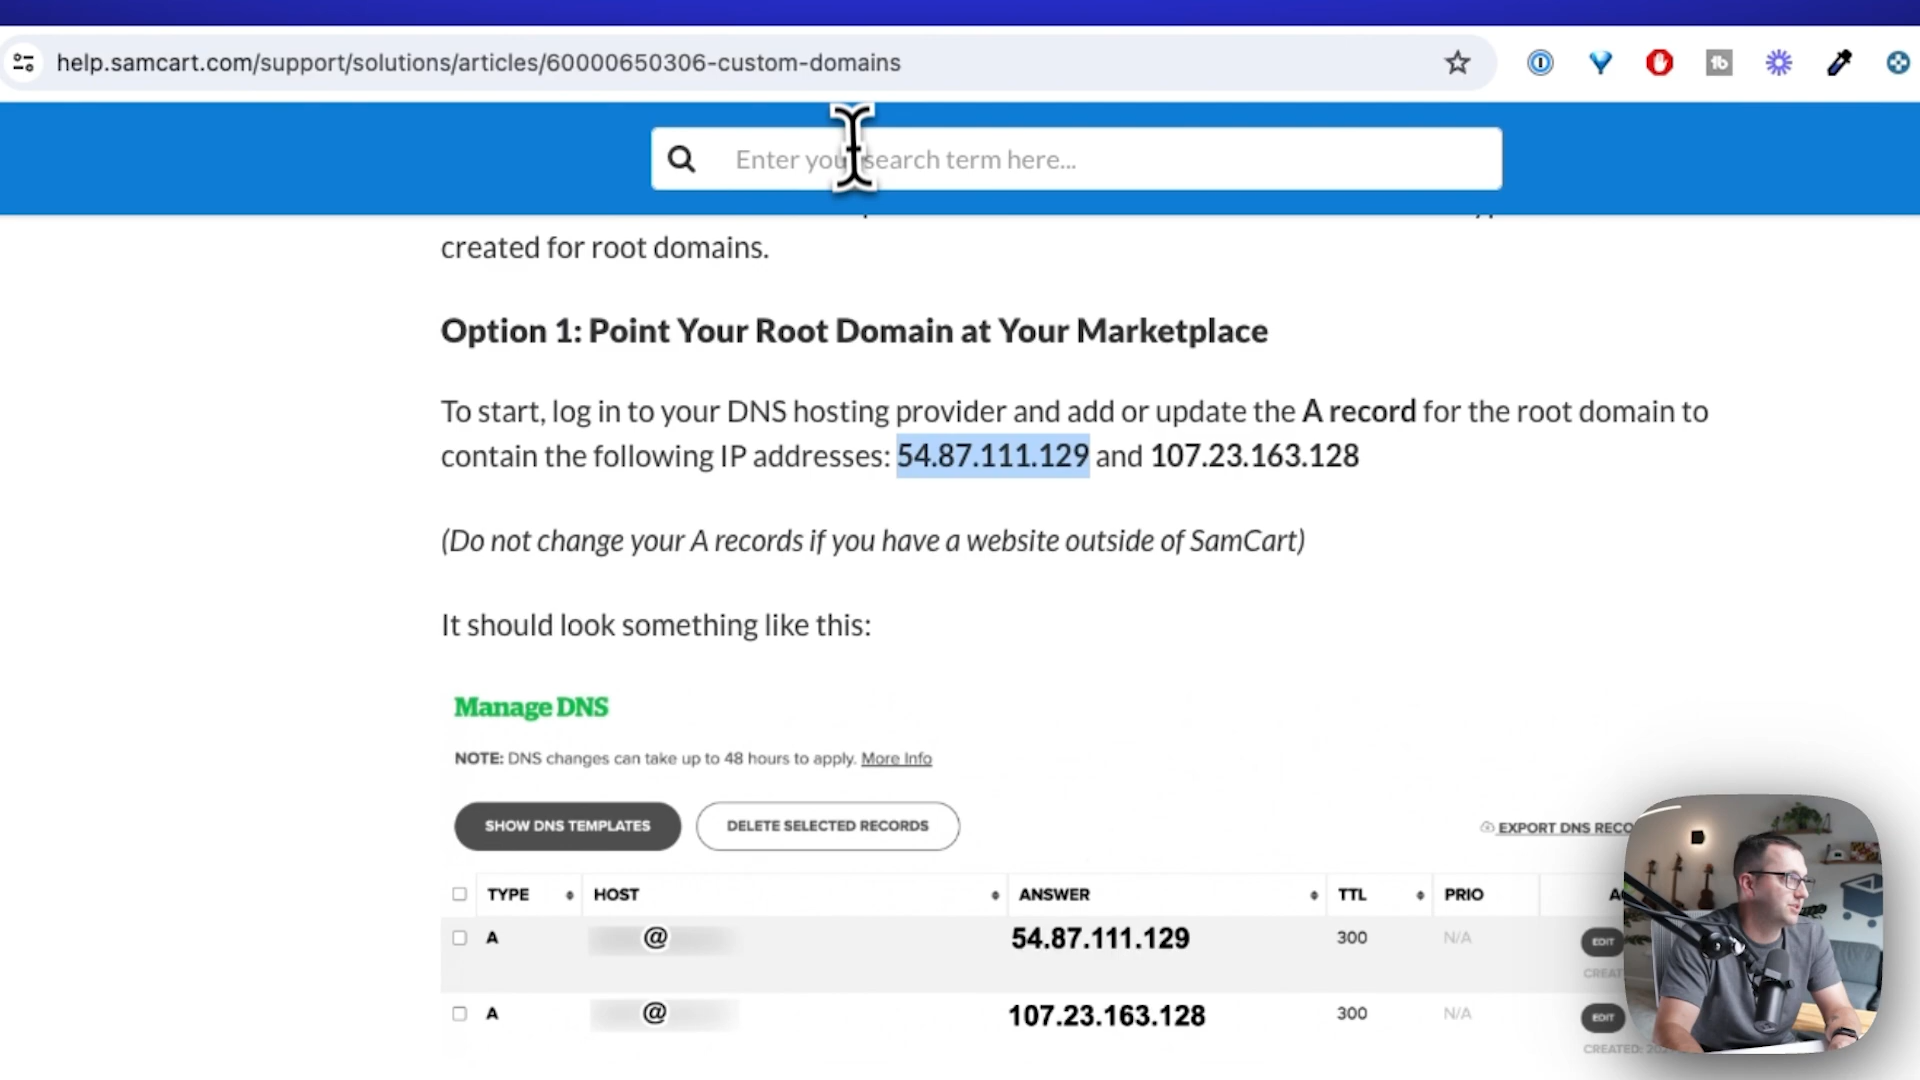 help.samcart.com/support/solutions/articles/60000650306-custom-domains
Enter your search term here...
created for root domains.
Option 1: Point Your Root Domain at Your Marketplace
To start, log in to your DNS hosting provider and add or update the A record for the root domain to
contain the following IP addresses: 54.87.111.129 and 107.23.163.128
(Do not change your A records if you have a website outside of SamCart)
It should look something like this:
Manage DNS
NOTE: DNS changes can take up to 48 hours to apply. More Info
SHOW DNS TEMPLATES DELETE SELECTED RECORDS EXPORT DNS RECO
TYPE HOST ANSWER TTL PRIO
A @ 54.87.111.129 300 N/A EDIT
CREAT
A @ 107.23.163.128 300 N/A EDIT
CREATED: 20